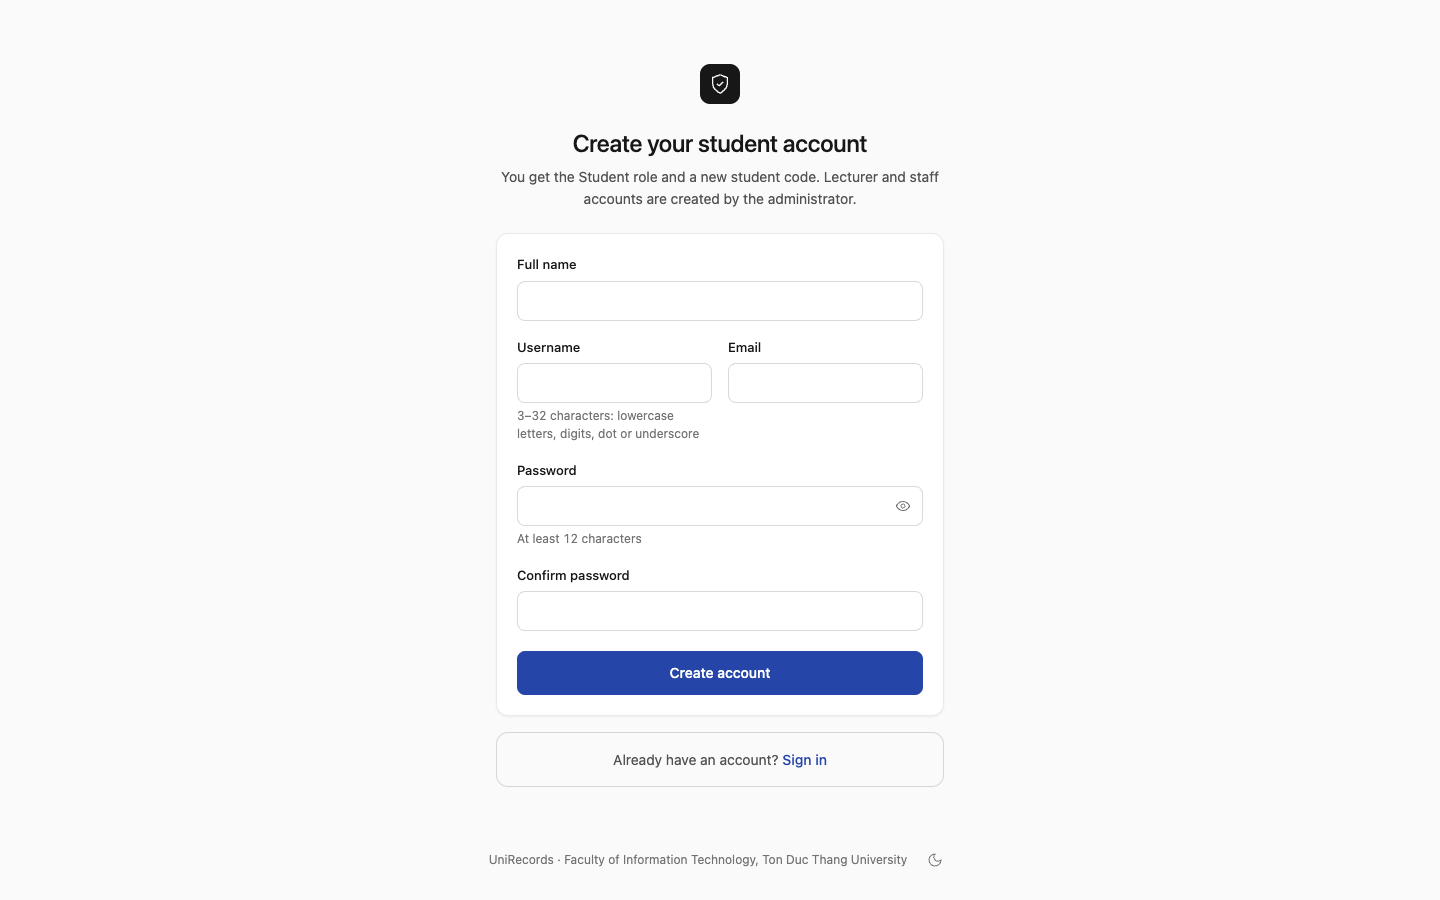 Create your student account
You get the Student role and a new student code. Lecturer and staff
accounts are created by the administrator.
Full name
Username
Email
3–32 characters: lowercase
letters, digits, dot or underscore
Password
At least 12 characters
Confirm password
Create account
Already have an account? Sign in
UniRecords · Faculty of Information Technology, Ton Duc Thang University